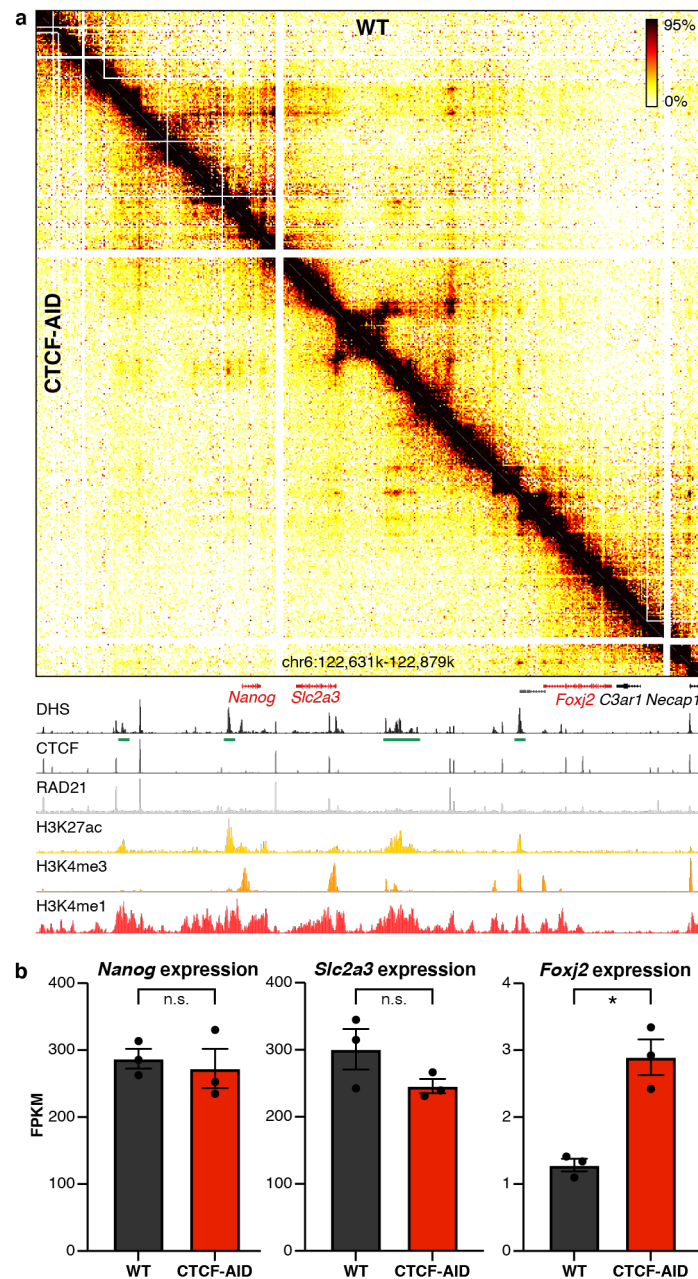 a
WT
95%
0%
CTCF-AID
chr6:122,631k-122,879k
Nanog Slc2a3 Foxj2 C3ar1 Necap1
DHS
CTCF
RAD21
H3K27ac
H3K4me3
H3K4me1
b
Nanog expression
n.s.
400
300
200
100
0
FPKM
WT CTCF-AID
Slc2a3 expression
n.s.
400
300
200
100
0
WT CTCF-AID
Foxj2 expression
*
4
3
2
1
0
WT CTCF-AID